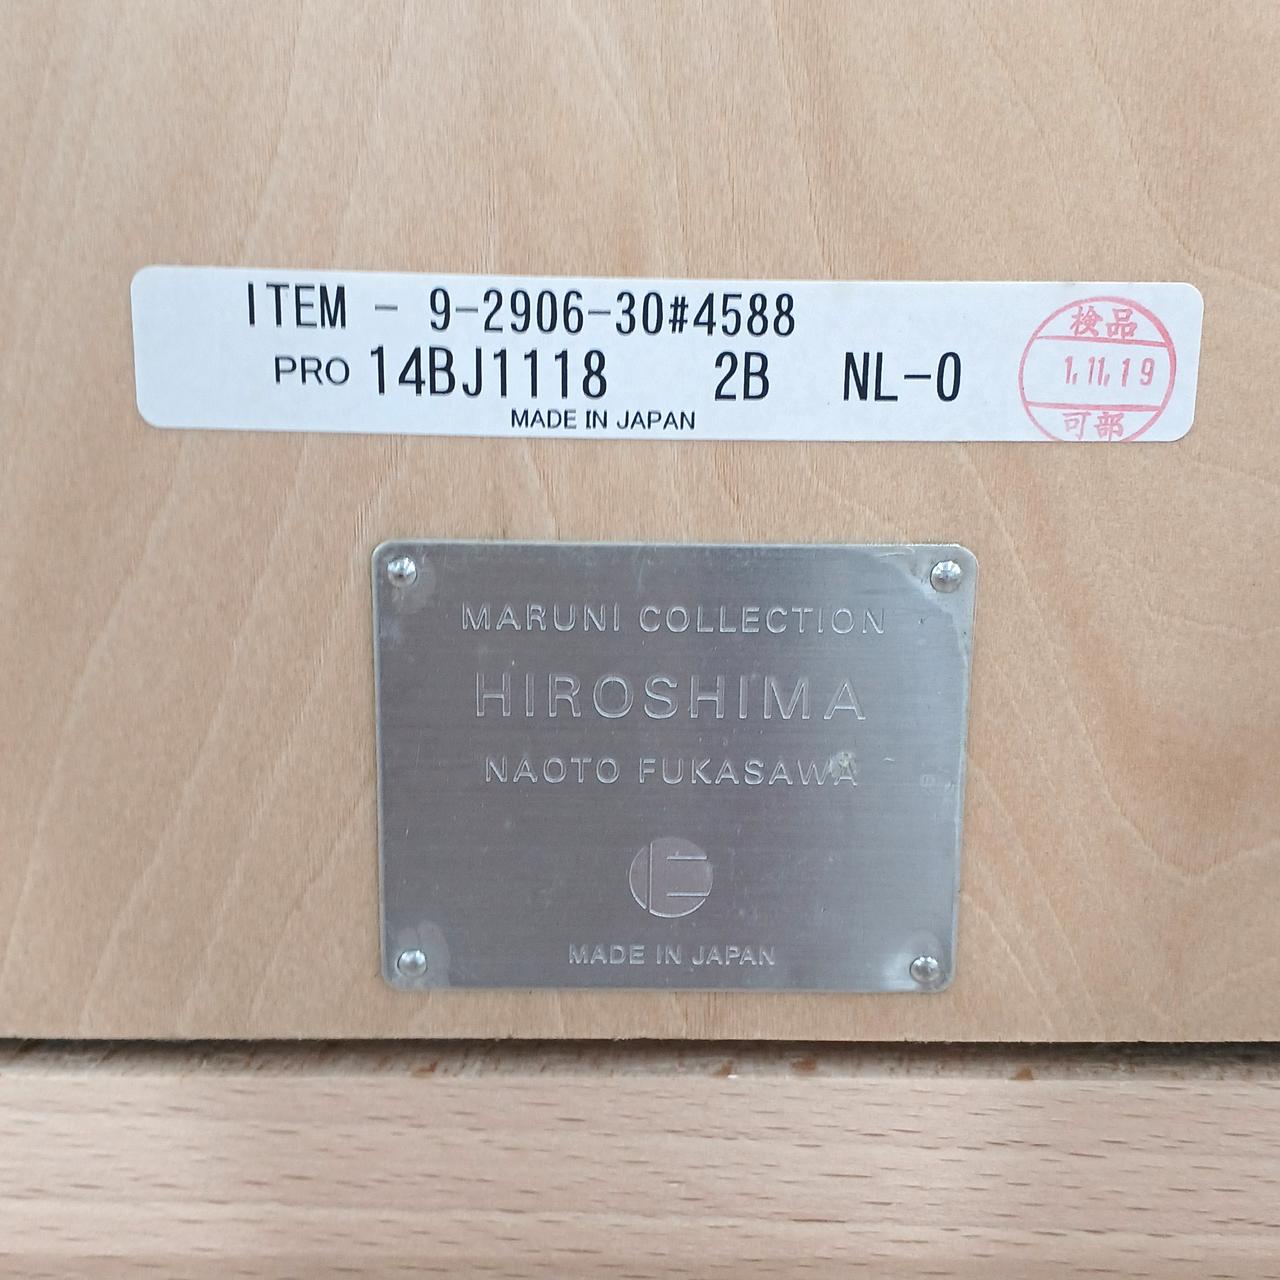 ITEM - 9-2906-30#4588
PRO 14BJ1118 2B NL-0
MADE IN JAPAN
検品
1.11.19
可部
MARUNI COLLECTION
HIROSHIMA
NAOTO FUKASAWA
MADE IN JAPAN